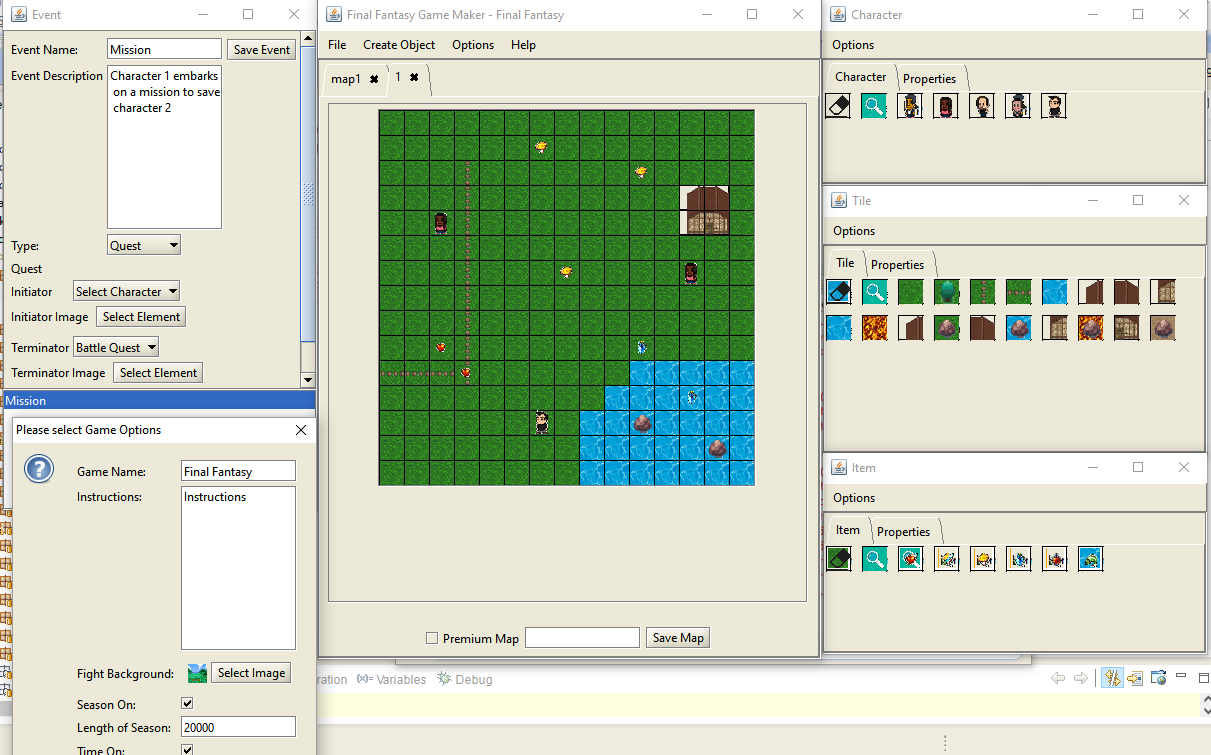 Event
Event Name:
Mission
Save Event
Event Description
Character 1 embarks
on a mission to save
character 2
Type:
Quest
Quest
Initiator
Select Character
Initiator Image
Select Element
Terminator
Battle Quest
Terminator Image
Select Element
Mission
Please select Game Options
Game Name:
Final Fantasy
Instructions:
Instructions
Fight Background:
Select Image
Season On:
Length of Season:
20000
Time On:
Final Fantasy Game Maker - Final Fantasy
File
Create Object
Options
Help
map1
1
Premium Map
Save Map
ration
Variables
Debug
Character
Options
Character
Properties
Tile
Options
Tile
Properties
Item
Options
Item
Properties